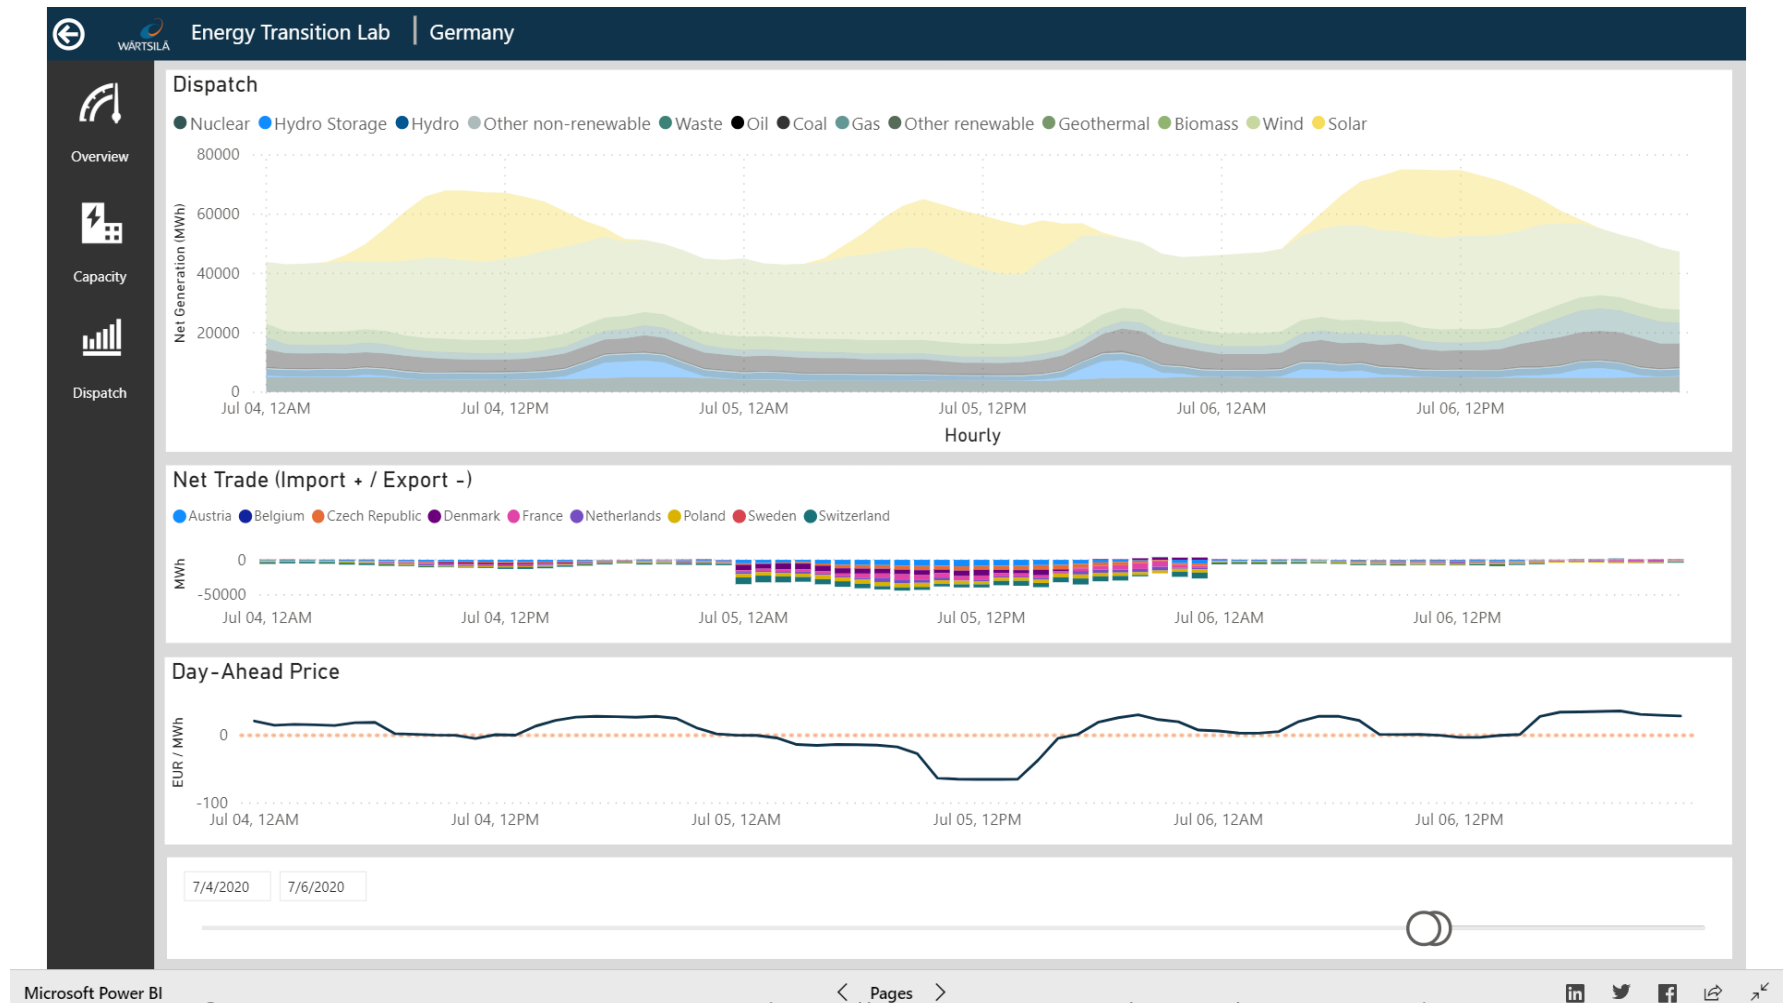 WÄRTSILÄ
Energy Transition Lab | Germany
Overview
Capacity
Dispatch
Dispatch
Nuclear Hydro Storage Hydro Other non-renewable Waste Oil Coal Gas Other renewable Geothermal Biomass Wind Solar
Net Generation (MWh)
80000
60000
40000
20000
0
Jul 04, 12AM Jul 04, 12PM Jul 05, 12AM Jul 05, 12PM Jul 06, 12AM Jul 06, 12PM
Hourly
Net Trade (Import + / Export -)
Austria Belgium Czech Republic Denmark France Netherlands Poland Sweden Switzerland
MWh
0
-50000
Jul 04, 12AM Jul 04, 12PM Jul 05, 12AM Jul 05, 12PM Jul 06, 12AM Jul 06, 12PM
Day-Ahead Price
EUR / MWh
0
-100
Jul 04, 12AM Jul 04, 12PM Jul 05, 12AM Jul 05, 12PM Jul 06, 12AM Jul 06, 12PM
7/4/2020 7/6/2020
Microsoft Power BI
< Pages >
in